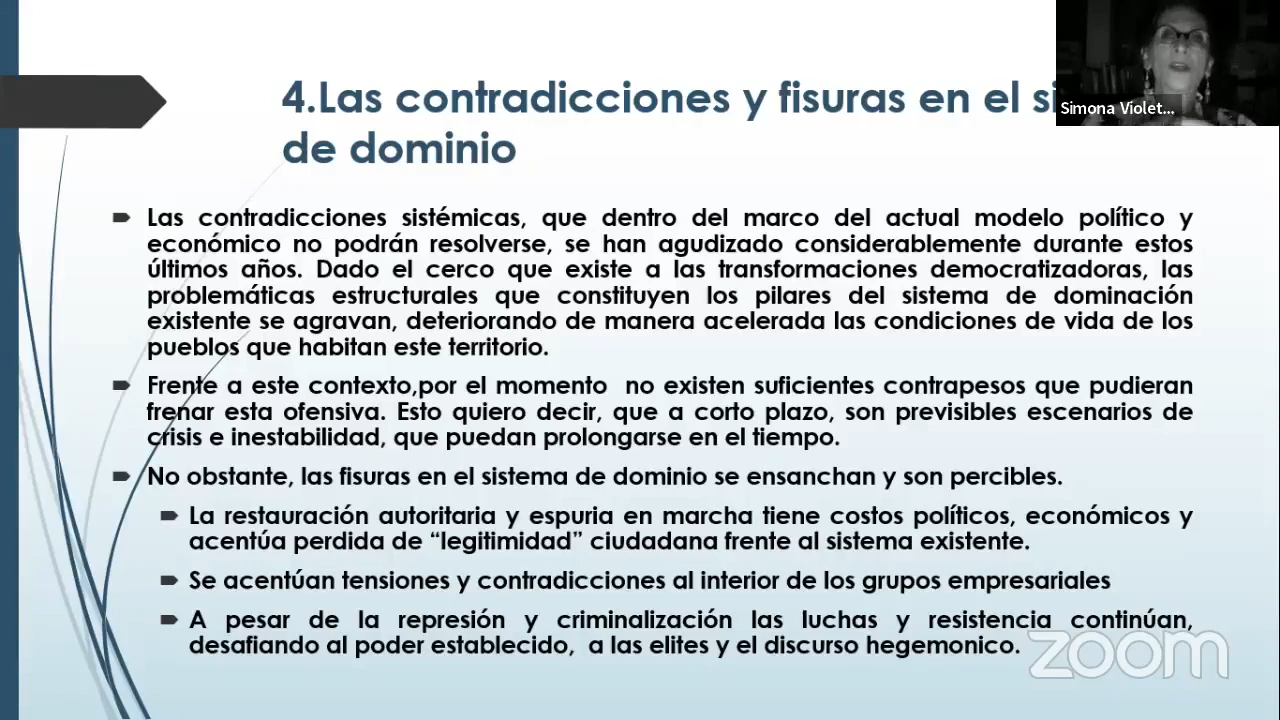 4.Las contradicciones y fisuras en el si
de dominio
Simona Violet...
Las contradicciones sistémicas, que dentro del marco del actual modelo político y
económico no podrán resolverse, se han agudizado considerablemente durante estos
últimos años. Dado el cerco que existe a las transformaciones democratizadoras, las
problemáticas estructurales que constituyen los pilares del sistema de dominación
existente se agravan, deteriorando de manera acelerada las condiciones de vida de los
pueblos que habitan este territorio.
Frente a este contexto,por el momento no existen suficientes contrapesos que pudieran
frenar esta ofensiva. Esto quiero decir, que a corto plazo, son previsibles escenarios de
crisis e inestabilidad, que puedan prolongarse en el tiempo.
No obstante, las fisuras en el sistema de dominio se ensanchan y son percibles.
La restauración autoritaria y espuria en marcha tiene costos políticos, económicos y
acentúa perdida de “legitimidad” ciudadana frente al sistema existente.
Se acentúan tensiones y contradicciones al interior de los grupos empresariales
A pesar de la represión y criminalización las luchas y resistencia continúan,
desafiando al poder establecido, a las elites y el discurso hegemonico.
zoom